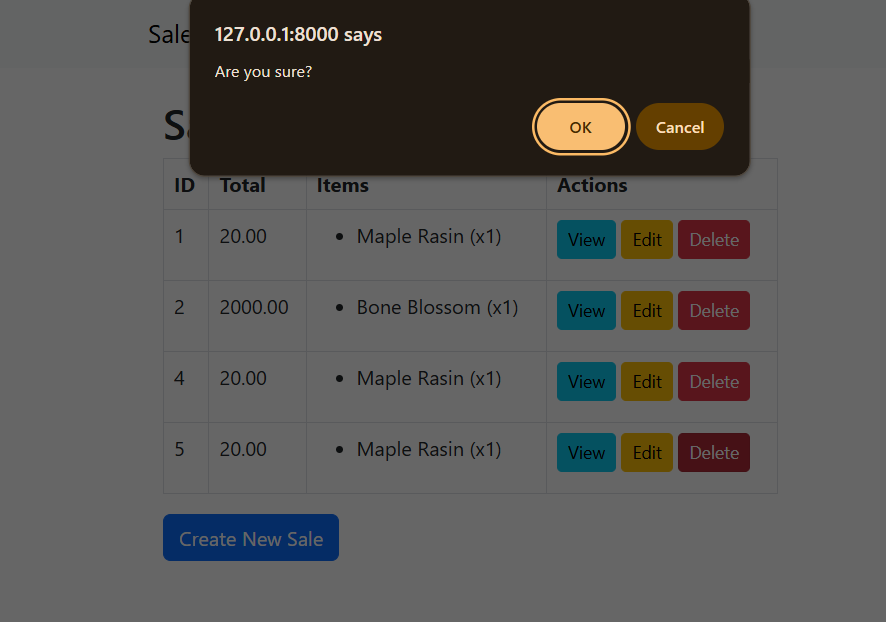 127.0.0.1:8000 says
Are you sure?
OK Cancel
ID Total Items Actions
1 20.00 • Maple Rasin (x1) View Edit Delete
2 2000.00 • Bone Blossom (x1) View Edit Delete
4 20.00 • Maple Rasin (x1) View Edit Delete
5 20.00 • Maple Rasin (x1) View Edit Delete
Create New Sale